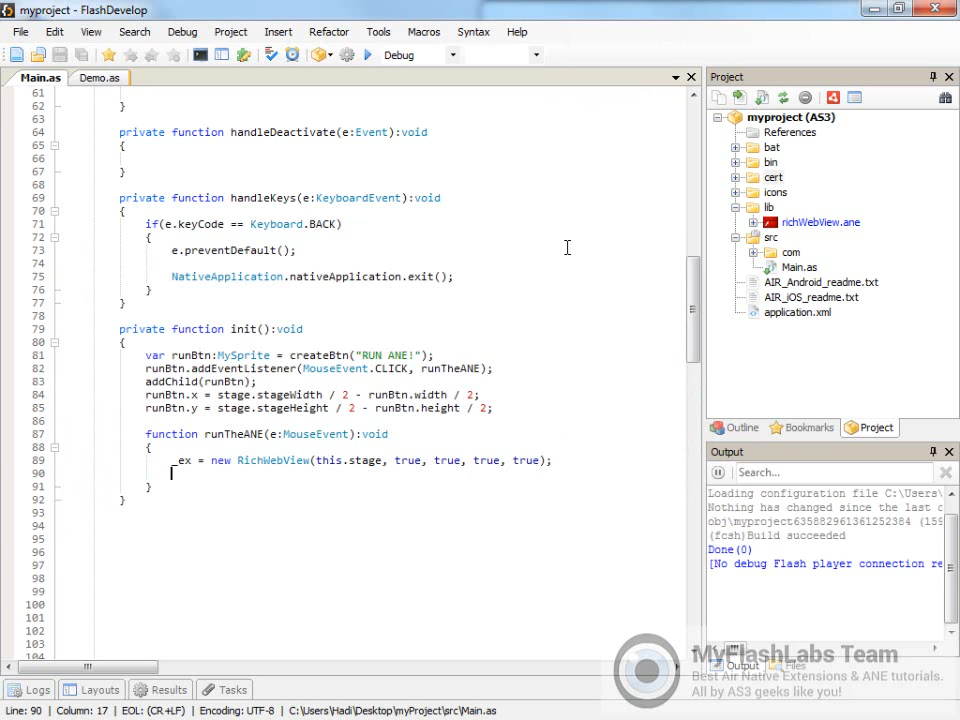 myproject - FlashDevelop
File Edit View Search Debug Project Insert Refactor Tools Macros Syntax Help
Debug
Main.as Demo.as
61
62 }
63
64 private function handleDeactivate(e:Event):void
65 {
66
67 }
68
69 private function handleKeys(e:KeyboardEvent):void
70 {
71 if(e.keyCode == Keyboard.BACK)
72 {
73 e.preventDefault();
74
75 NativeApplication.nativeApplication.exit();
76 }
77 }
78
79 private function init():void
80 {
81 var runBtn:MySprite = createBtn("RUN ANE!");
82 runBtn.addEventListener(MouseEvent.CLICK, runTheANE);
83 addChild(runBtn);
84 runBtn.x = stage.stageWidth / 2 - runBtn.width / 2;
85 runBtn.y = stage.stageHeight / 2 - runBtn.height / 2;
86
87 function runTheANE(e:MouseEvent):void
88 {
89 _ex = new RichWebView(this.stage, true, true, true, true);
90
91 }
92 }
93
94
95
96
97
98
99
100
101
102
103
104
Project
myproject (AS3)
References
bat
bin
cert
icons
lib
richWebView.ane
src
com
Main.as
AIR_Android_readme.txt
AIR_iOS_readme.txt
application.xml
Outline Bookmarks Project
Output
Search...
Loading configuration file C:\Users\
Nothing has changed since the last c
obj\myproject635882961361252384 (159
(fcsh)Build succeeded
Done(0)
[No debug Flash player connection re
Output Files
MyFlashLabs Team
Best Air Native Extensions & ANE tutorials.
All by AS3 geeks like you!
Logs Layouts Results Tasks
Line: 90 Column: 17 EOL: (CR+LF) Encoding: UTF-8 C:\Users\Hadi\Desktop\myProject\src\Main.as